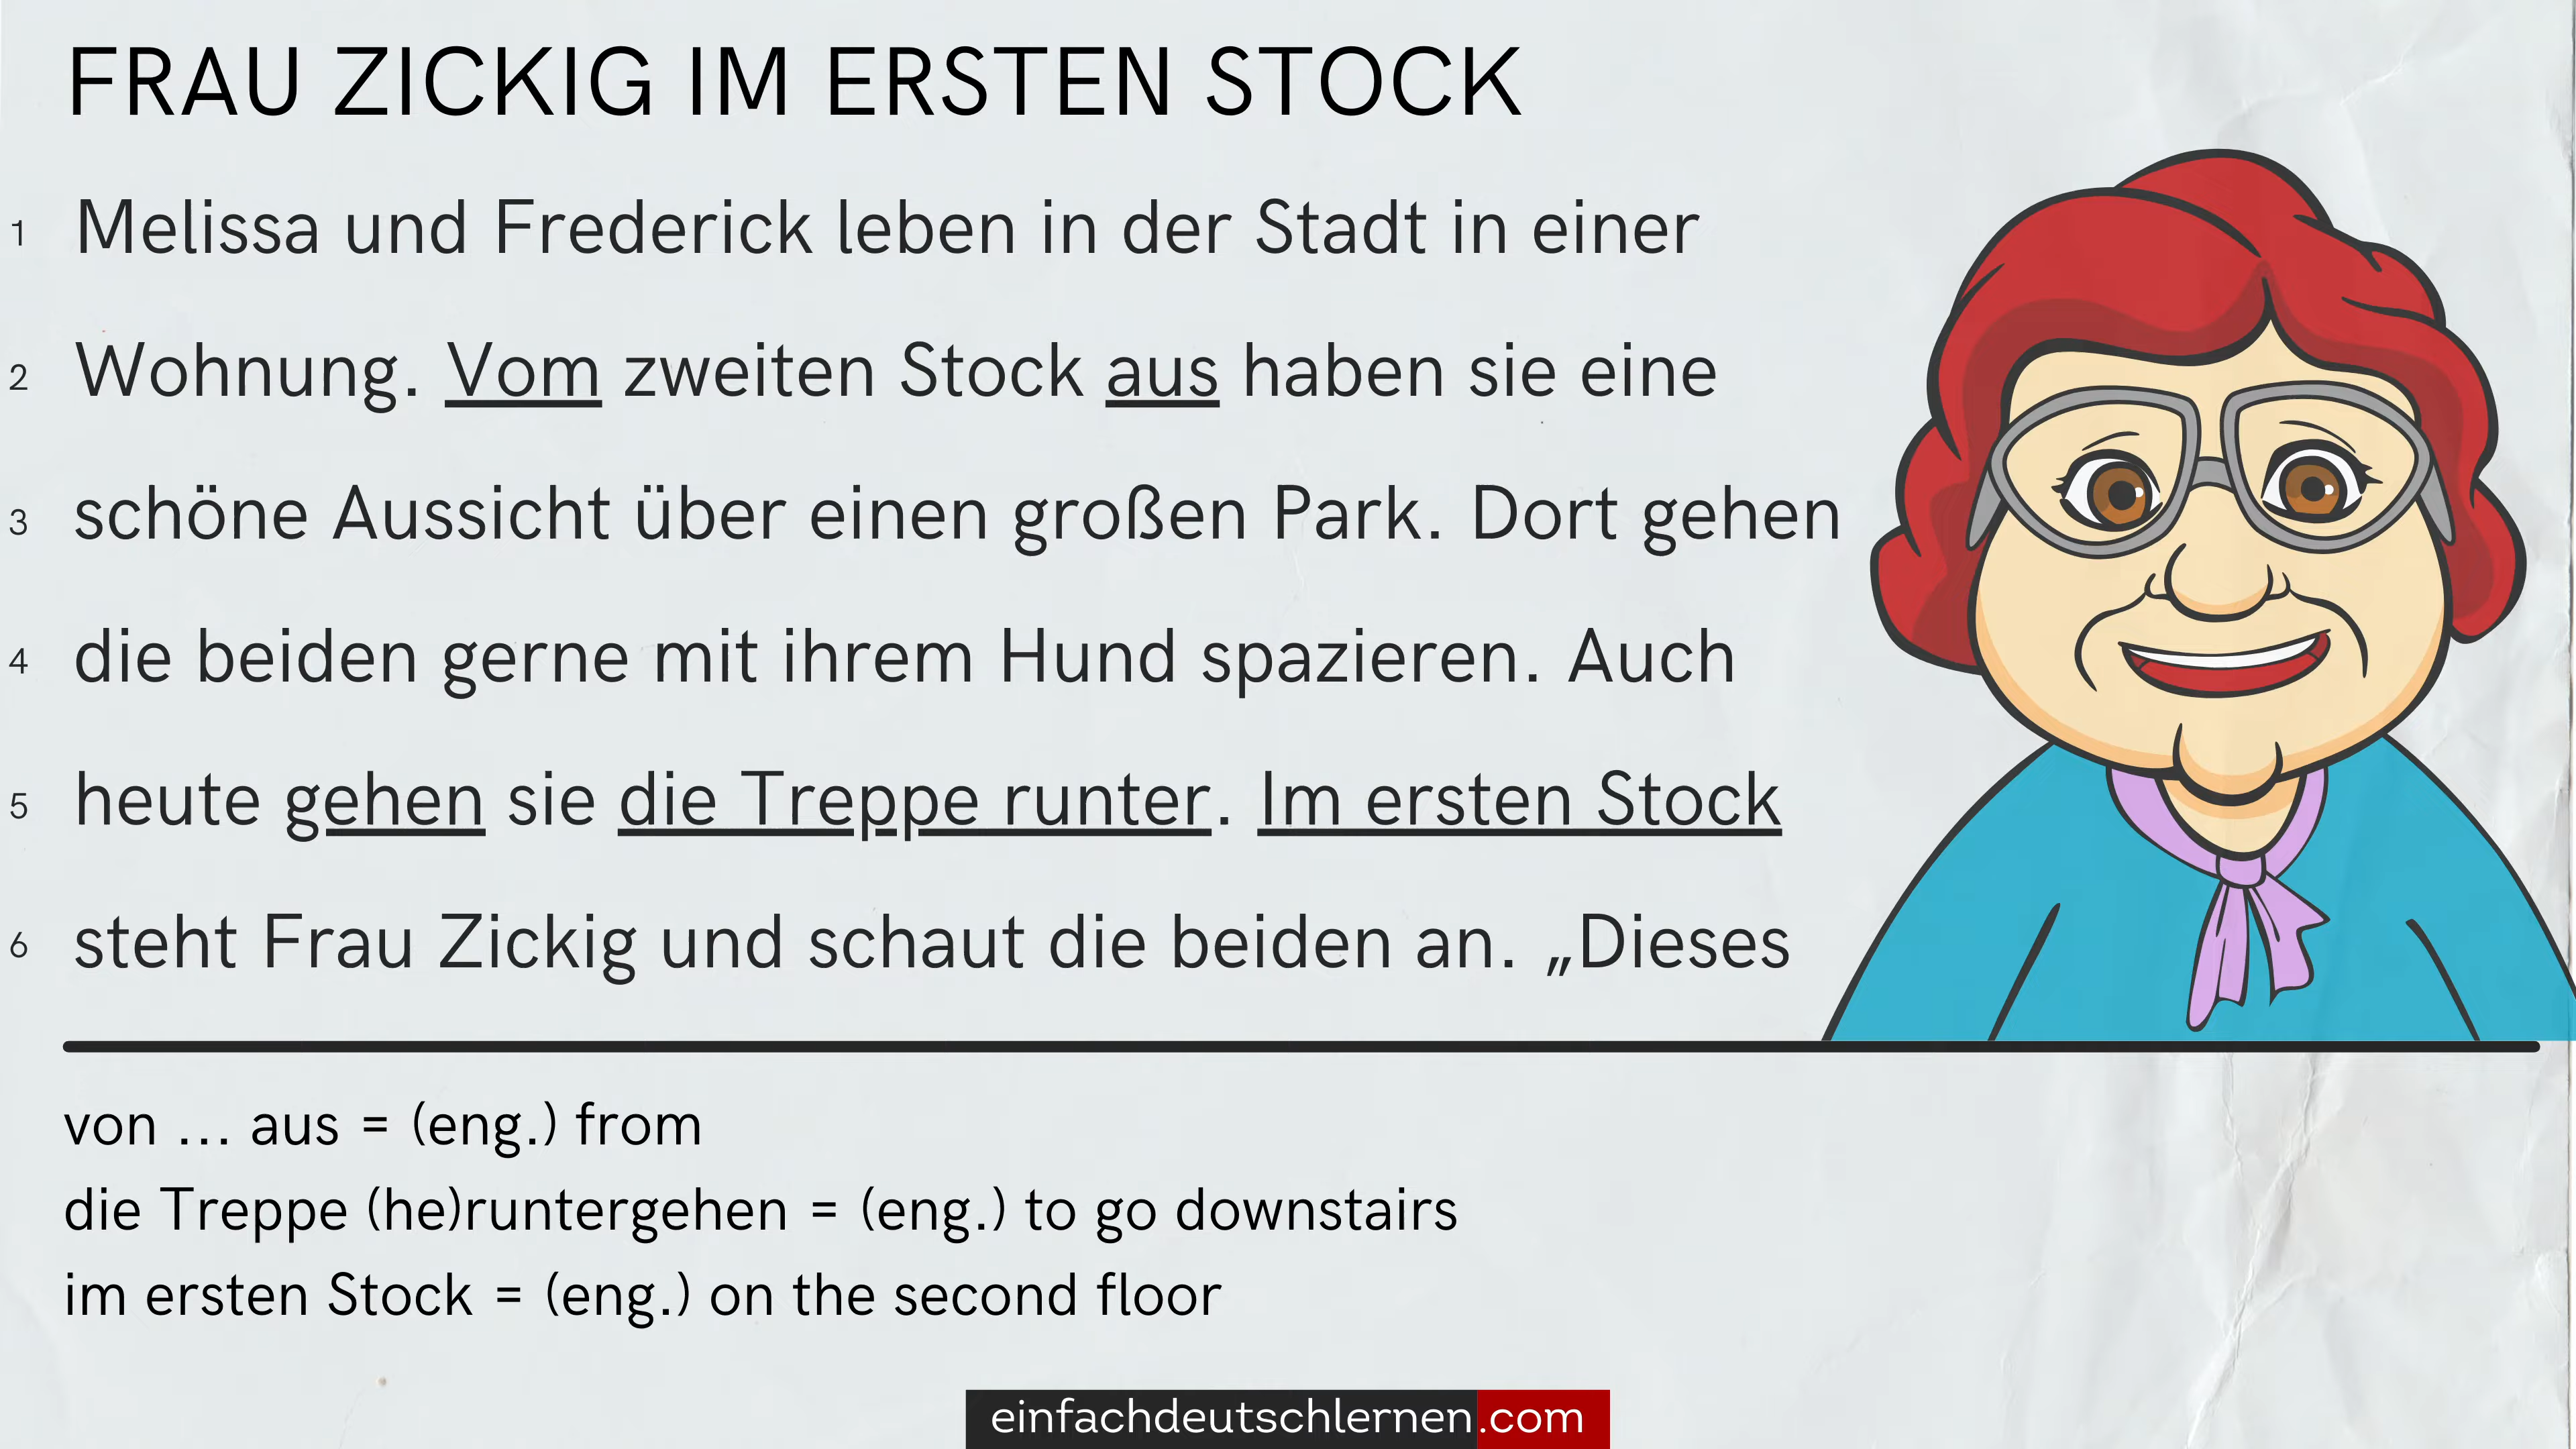 FRAU ZICKIG IM ERSTEN STOCK
1 Melissa und Frederick leben in der Stadt in einer
2 Wohnung. Vom zweiten Stock aus haben sie eine
3 schöne Aussicht über einen großen Park. Dort gehen
4 die beiden gerne mit ihrem Hund spazieren. Auch
5 heute gehen sie die Treppe runter. Im ersten Stock
6 steht Frau Zickig und schaut die beiden an. „Dieses
von ... aus = (eng.) from
die Treppe (he)runtergehen = (eng.) to go downstairs
im ersten Stock = (eng.) on the second floor
einfachdeutschlernen.com